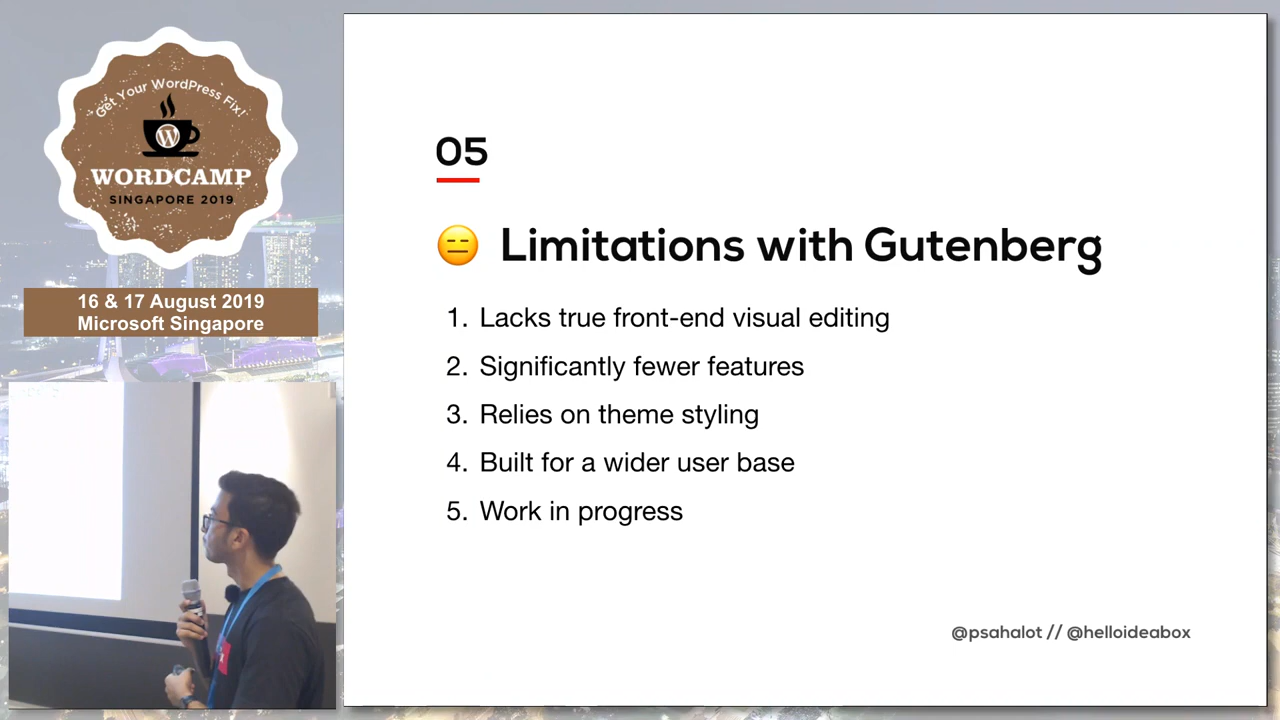 Get Your WordPress Fix!
WORDCAMP
SINGAPORE 2019
16 & 17 August 2019
Microsoft Singapore
05
😑 Limitations with Gutenberg
1. Lacks true front-end visual editing
2. Significantly fewer features
3. Relies on theme styling
4. Built for a wider user base
5. Work in progress
@psahalot // @helloideabox